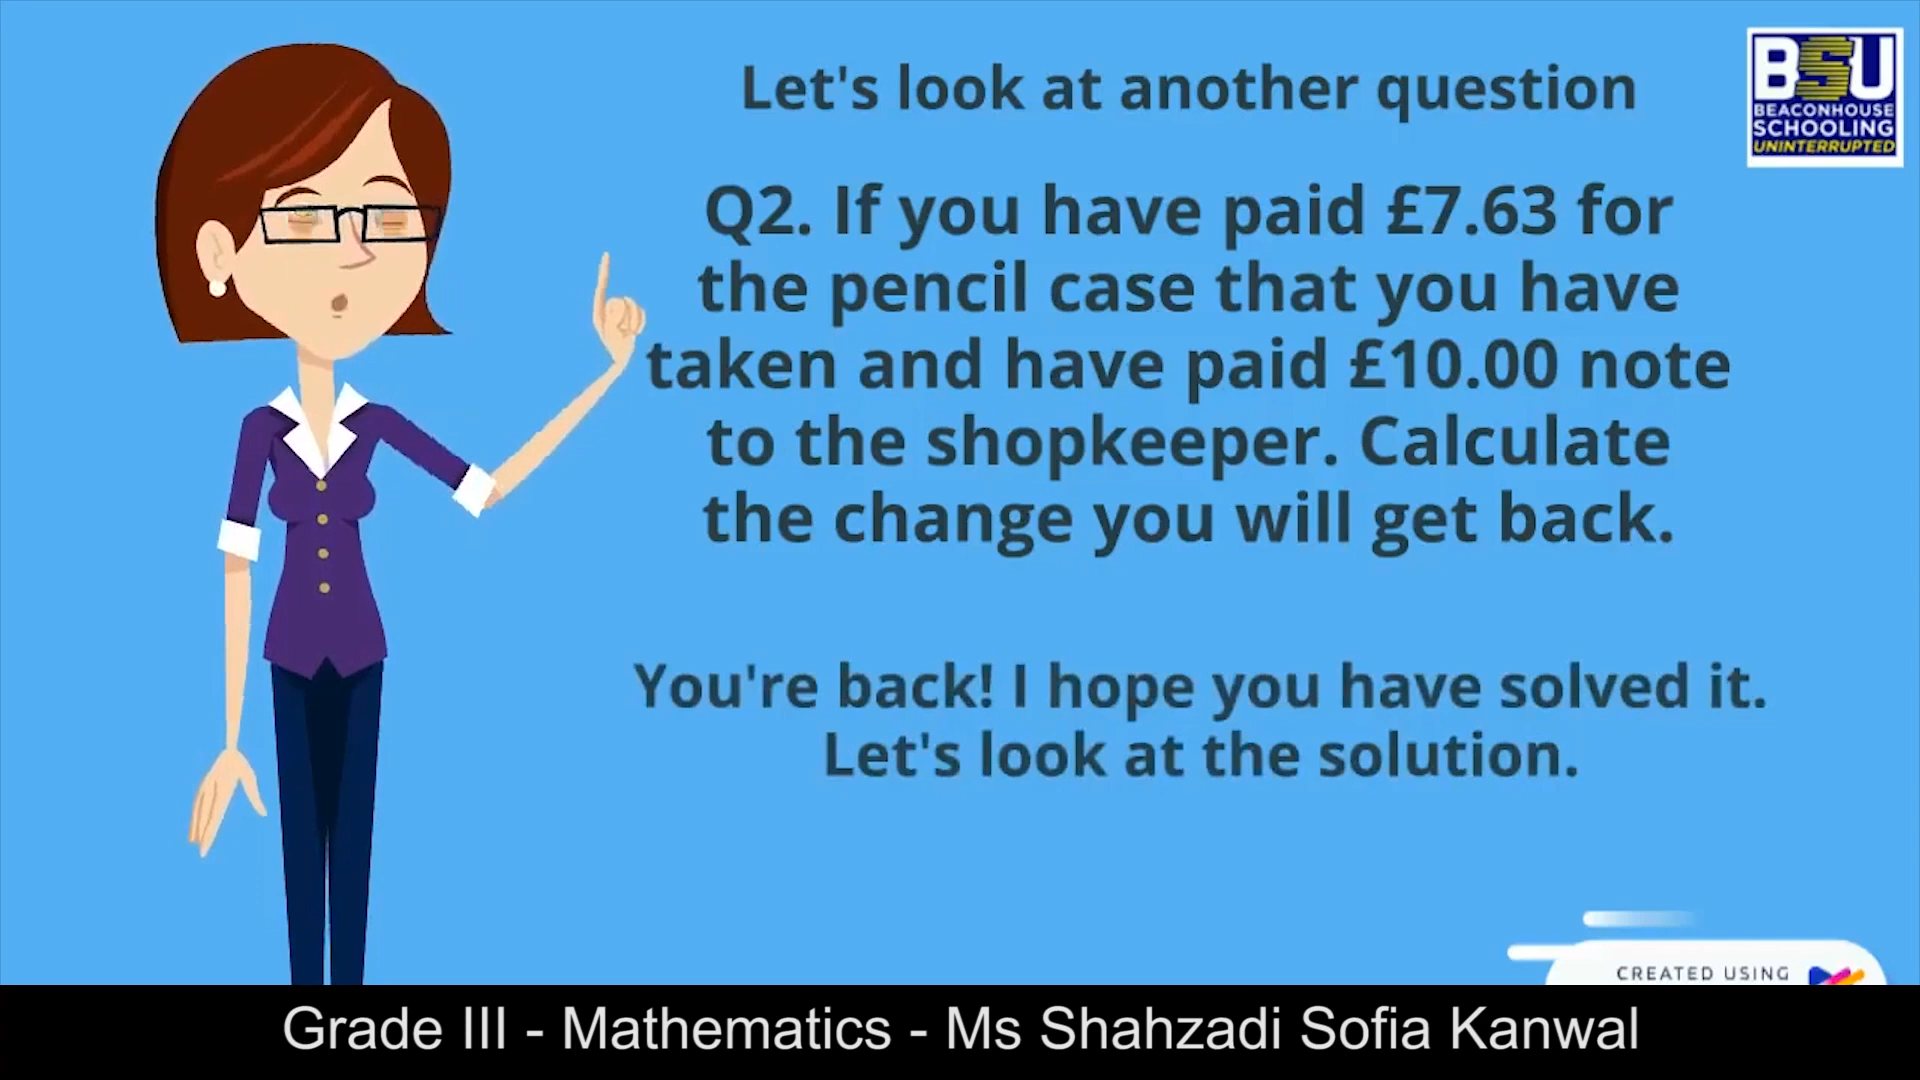 Let's look at another question
BSU
BEACONHOUSE
SCHOOLING
UNINTERRUPTED
Q2. If you have paid £7.63 for
the pencil case that you have
taken and have paid £10.00 note
to the shopkeeper. Calculate
the change you will get back.
You're back! I hope you have solved it.
Let's look at the solution.
CREATED USING
Grade III - Mathematics - Ms Shahzadi Sofia Kanwal